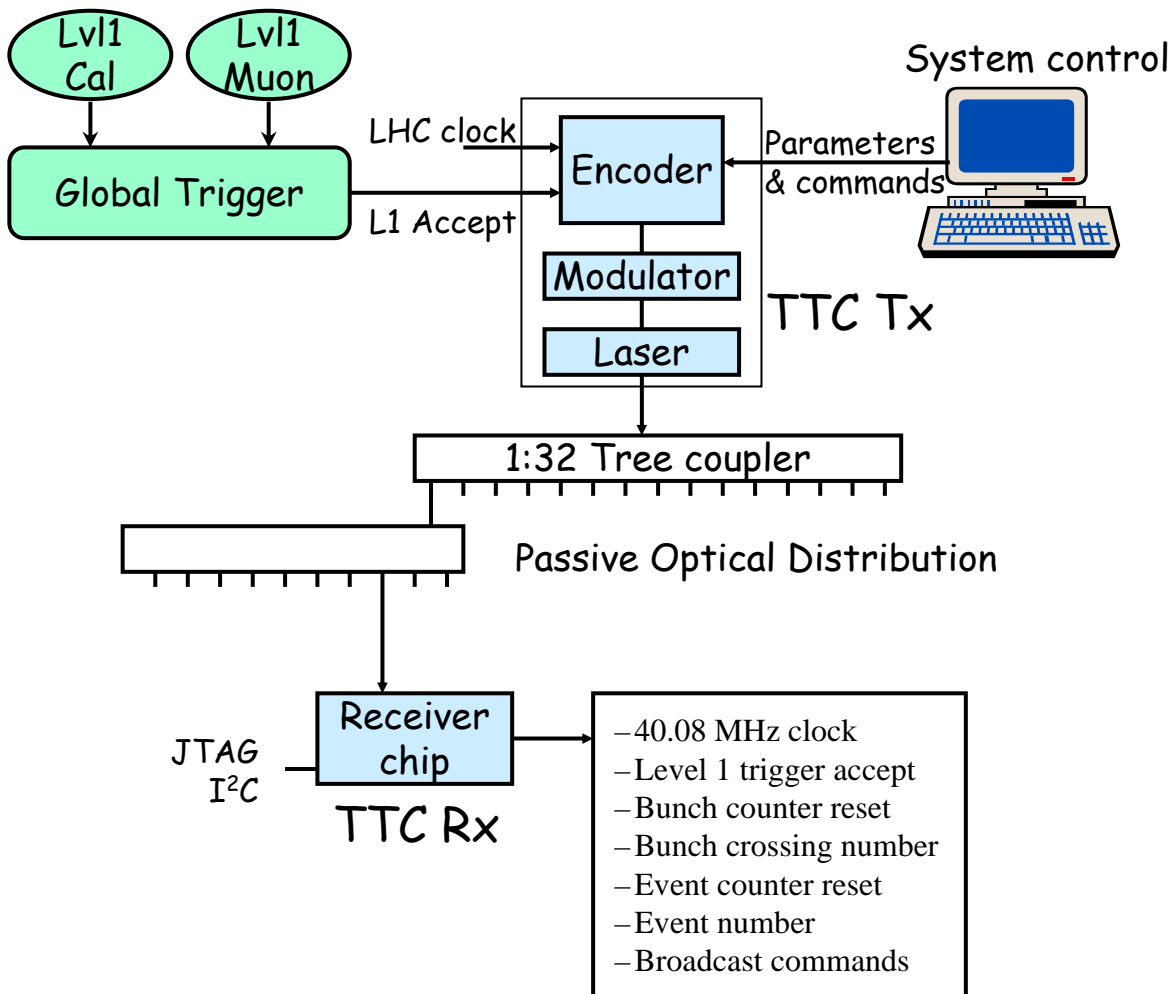 Lvl1
Cal
Lvl1
Muon
System control
LHC clock
Encoder
Parameters
& commands
Global Trigger
L1 Accept
Modulator
TTC Tx
Laser
1:32 Tree coupler
Passive Optical Distribution
Receiver
chip
JTAG
I²C
TTC Rx
–40.08 MHz clock
–Level 1 trigger accept
–Bunch counter reset
–Bunch crossing number
–Event counter reset
–Event number
–Broadcast commands